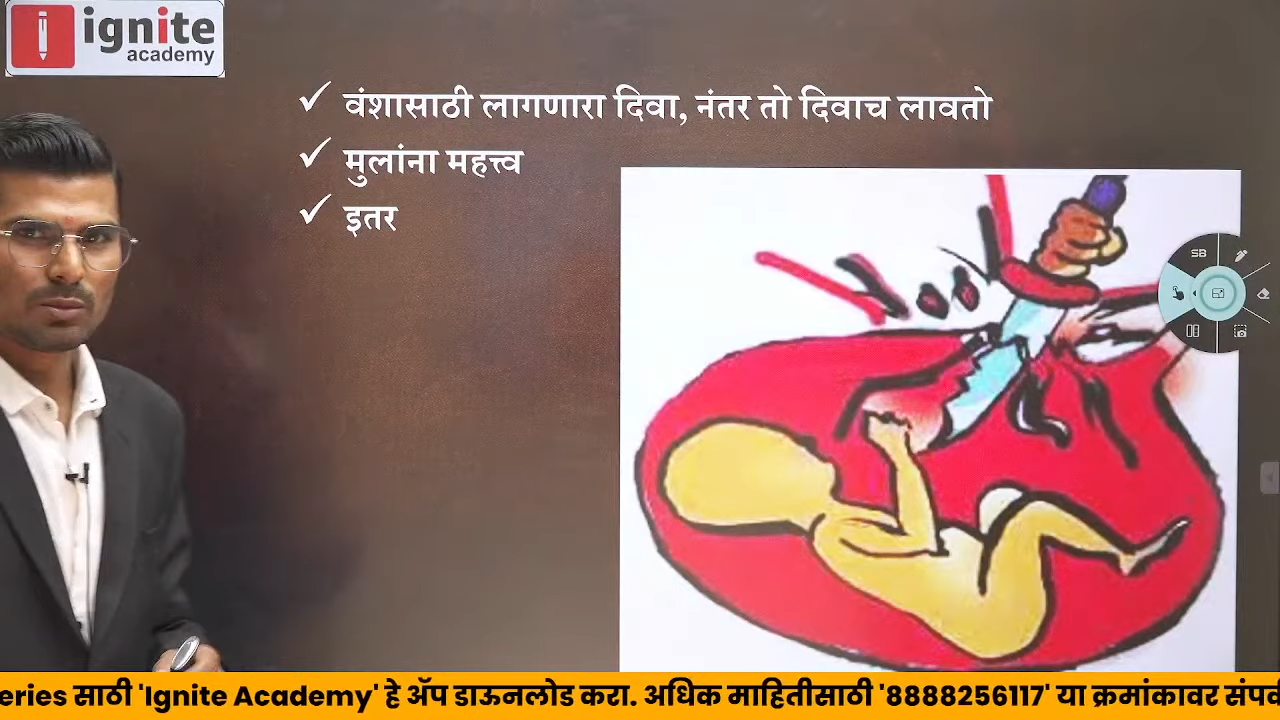 ignite
academy
वंशासाठी लागणारा दिवा, नंतर तो दिवाच लावतो
मुलांना महत्त्व
इतर
SB
eries साठी 'Ignite Academy' हे ॲप डाऊनलोड करा. अधिक माहितीसाठी '8888256117' या क्रमांकावर संपर्क